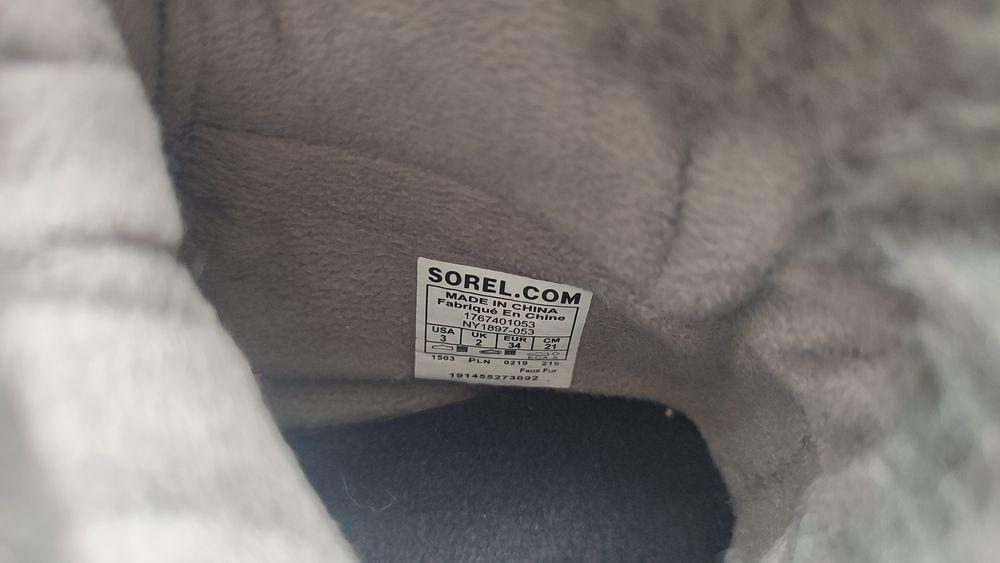 SOREL.COM
MADE IN CHINA
Fabriqué En Chine
1767401053
NY1897-053
USA UK EUR CM
3 2 34 21
1503 PLN 0219 219
Faux Fur
191455273092